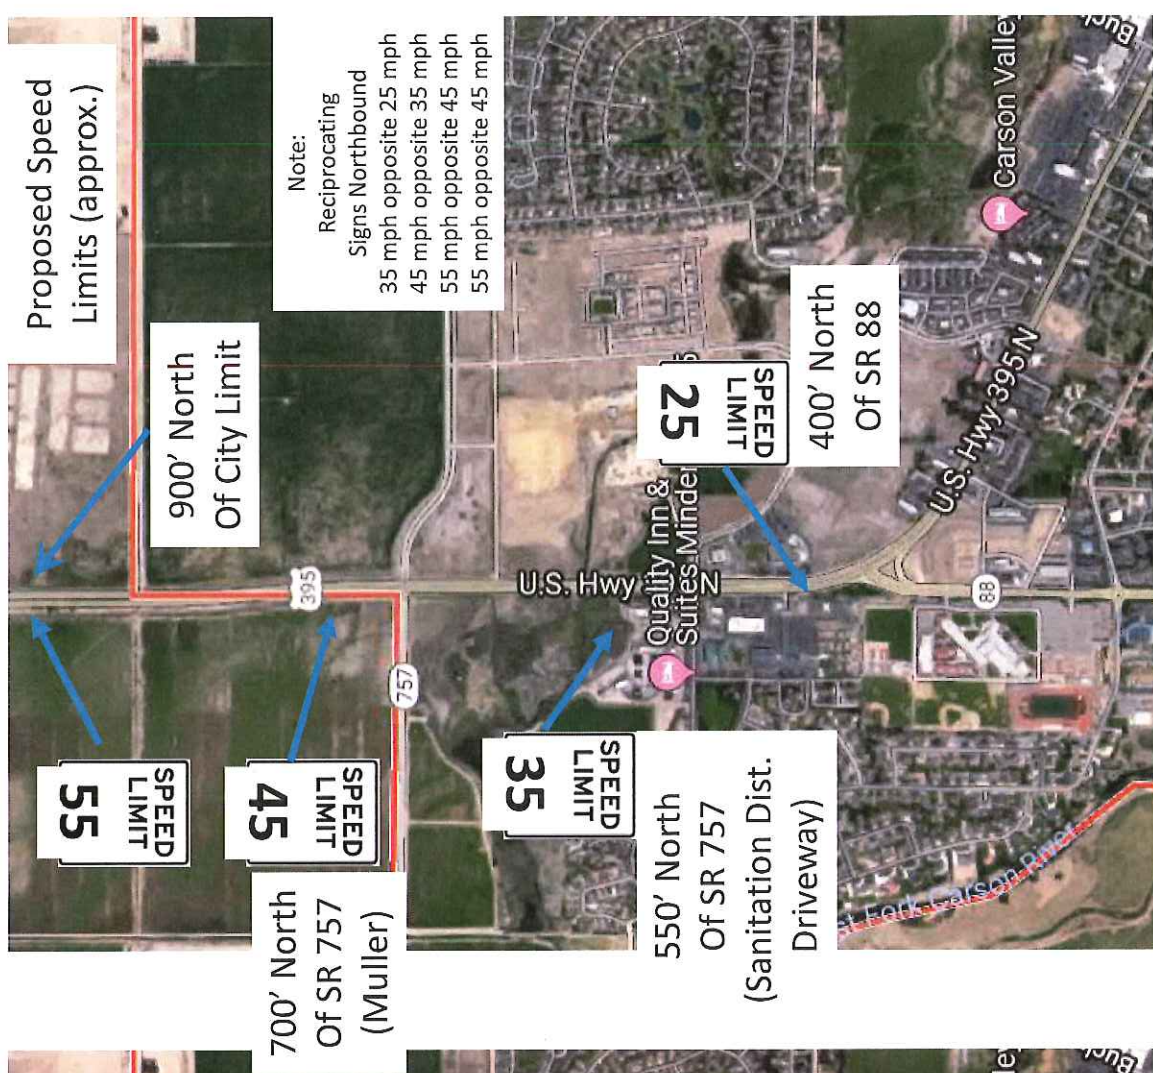 Proposed Speed
Limits (approx.)
900' North
Of City Limit
Note:
Reciprocating
Signs Northbound
35 mph opposite 25 mph
45 mph opposite 35 mph
55 mph opposite 45 mph
55 mph opposite 45 mph
SPEED
LIMIT
55
SPEED
LIMIT
45
700' North
Of SR 757
(Muller)
395
757
SPEED
LIMIT
35
550' North
Of SR 757
(Sanitation Dist.
Driveway)
U.S. Hwy
N
Quality Inn &
Suites
SPEED
LIMIT
25
400' North
Of SR 88
88
U.S. Hwy 395 N
Carson Valley
Fork Carson River